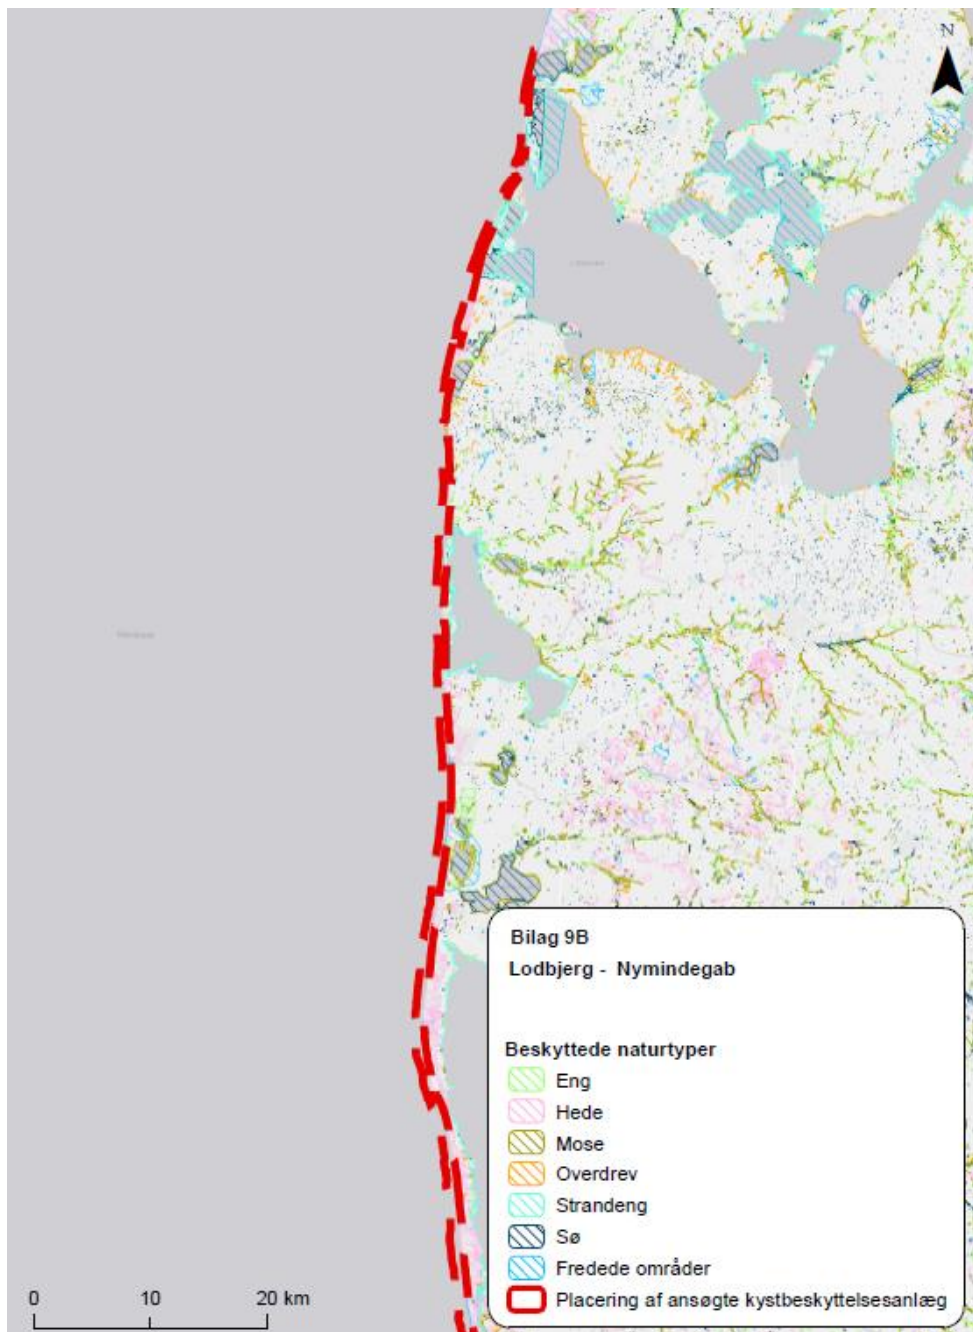 N
Bilag 9B
Lodbjerg - Nymindegab
Beskyttede naturtyper
Eng
Hede
Mose
Overdrev
Strandeng
Sø
Fredede områder
Placering af ansøgte kystbeskyttelsesanlæg
0 10 20 km